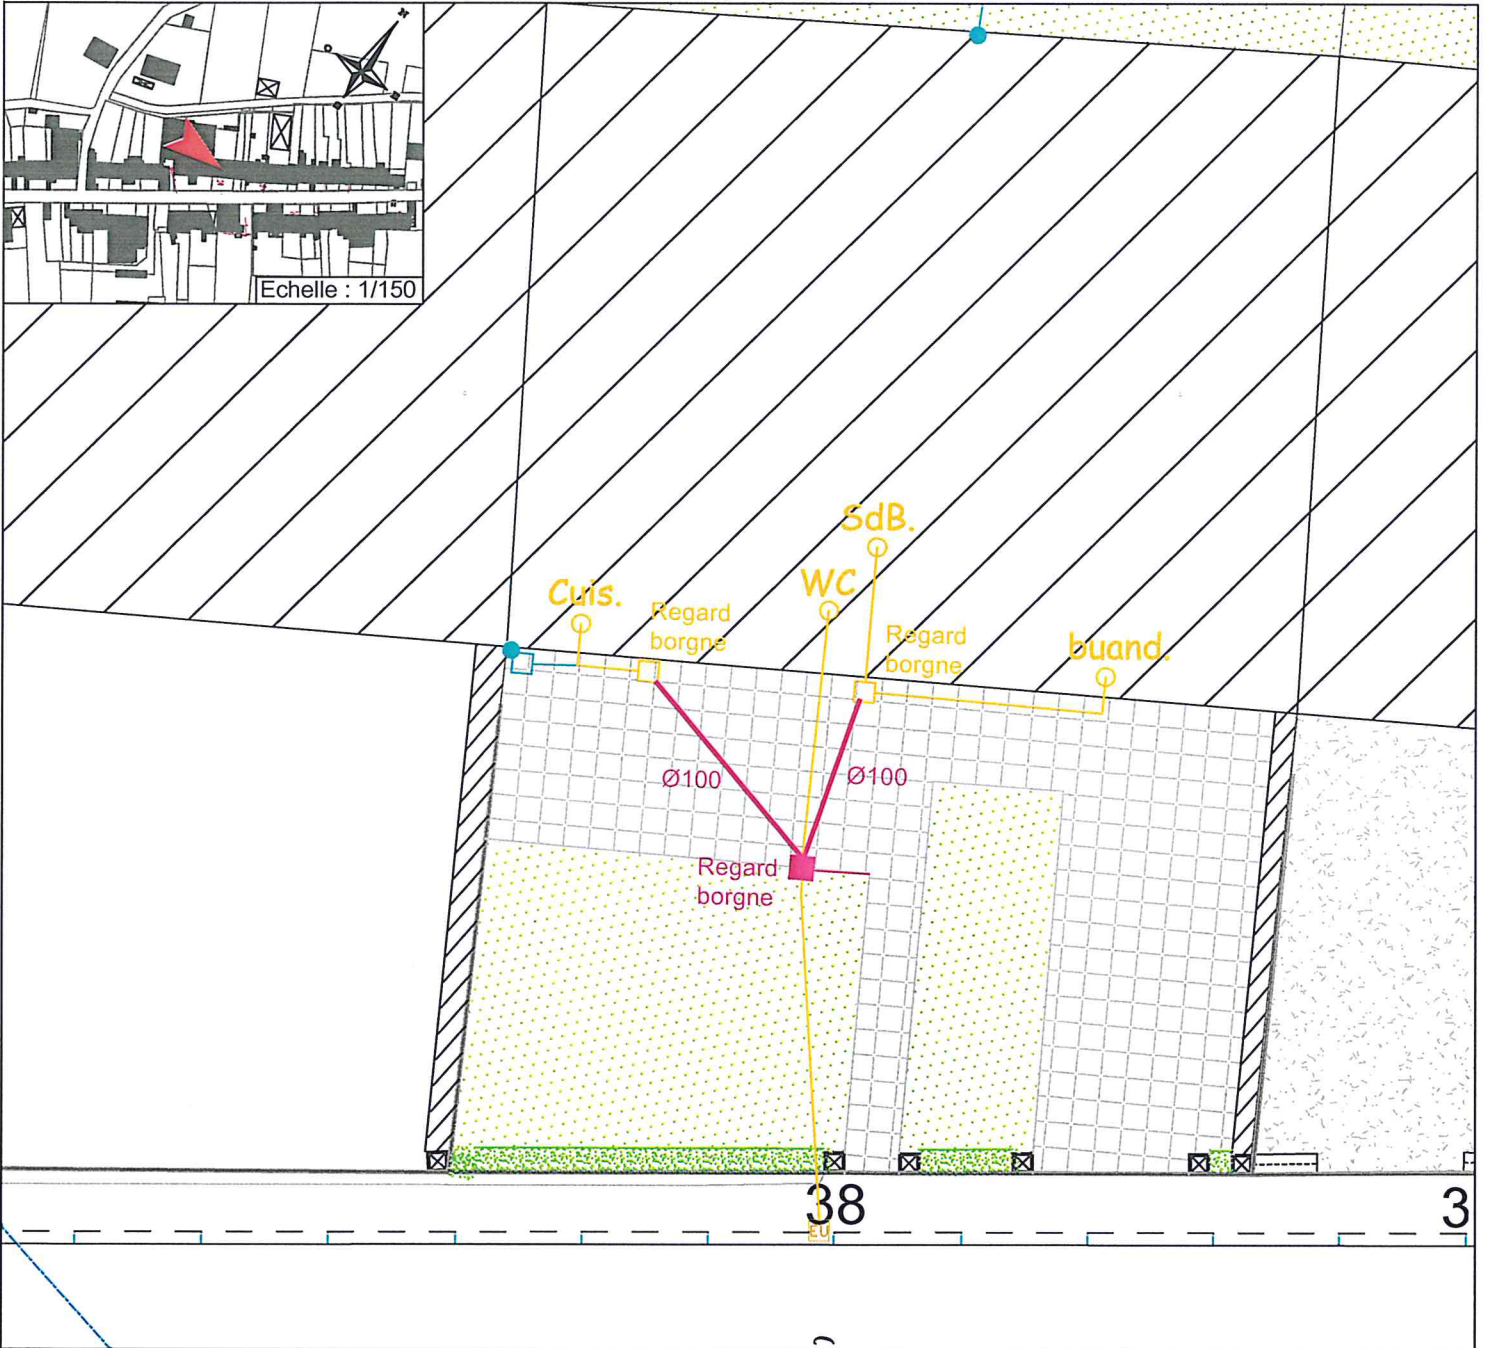 Echelle : 1/150
SdB.
WC
Cuis.
Regard
borgne
Regard
borgne
buand.
Ø100
Ø100
Regard
borgne
38
3
EU